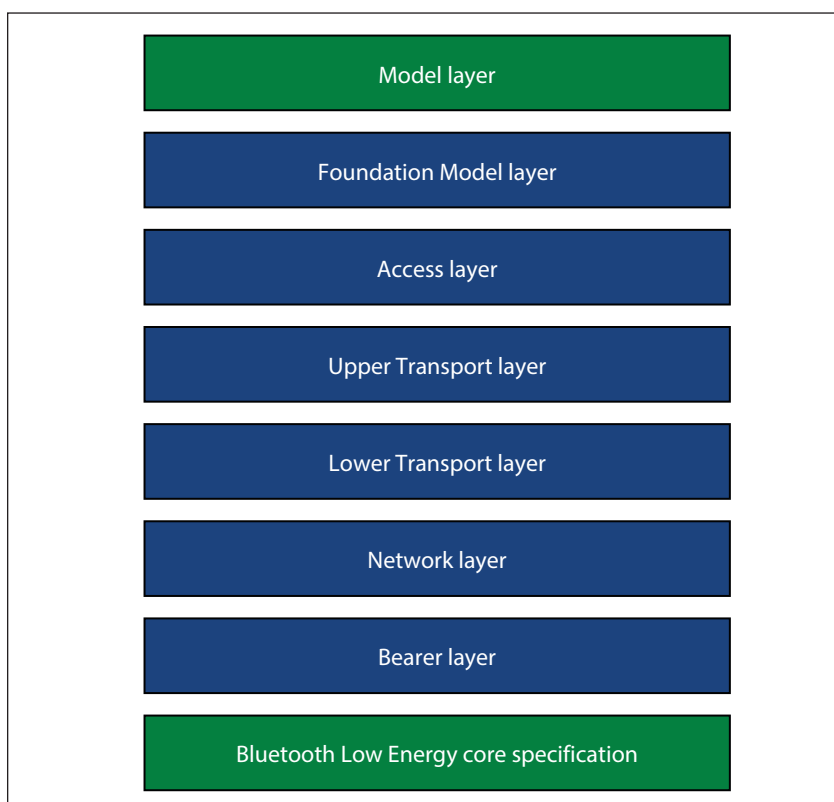 Model layer
Foundation Model layer
Access layer
Upper Transport layer
Lower Transport layer
Network layer
Bearer layer
Bluetooth Low Energy core specification